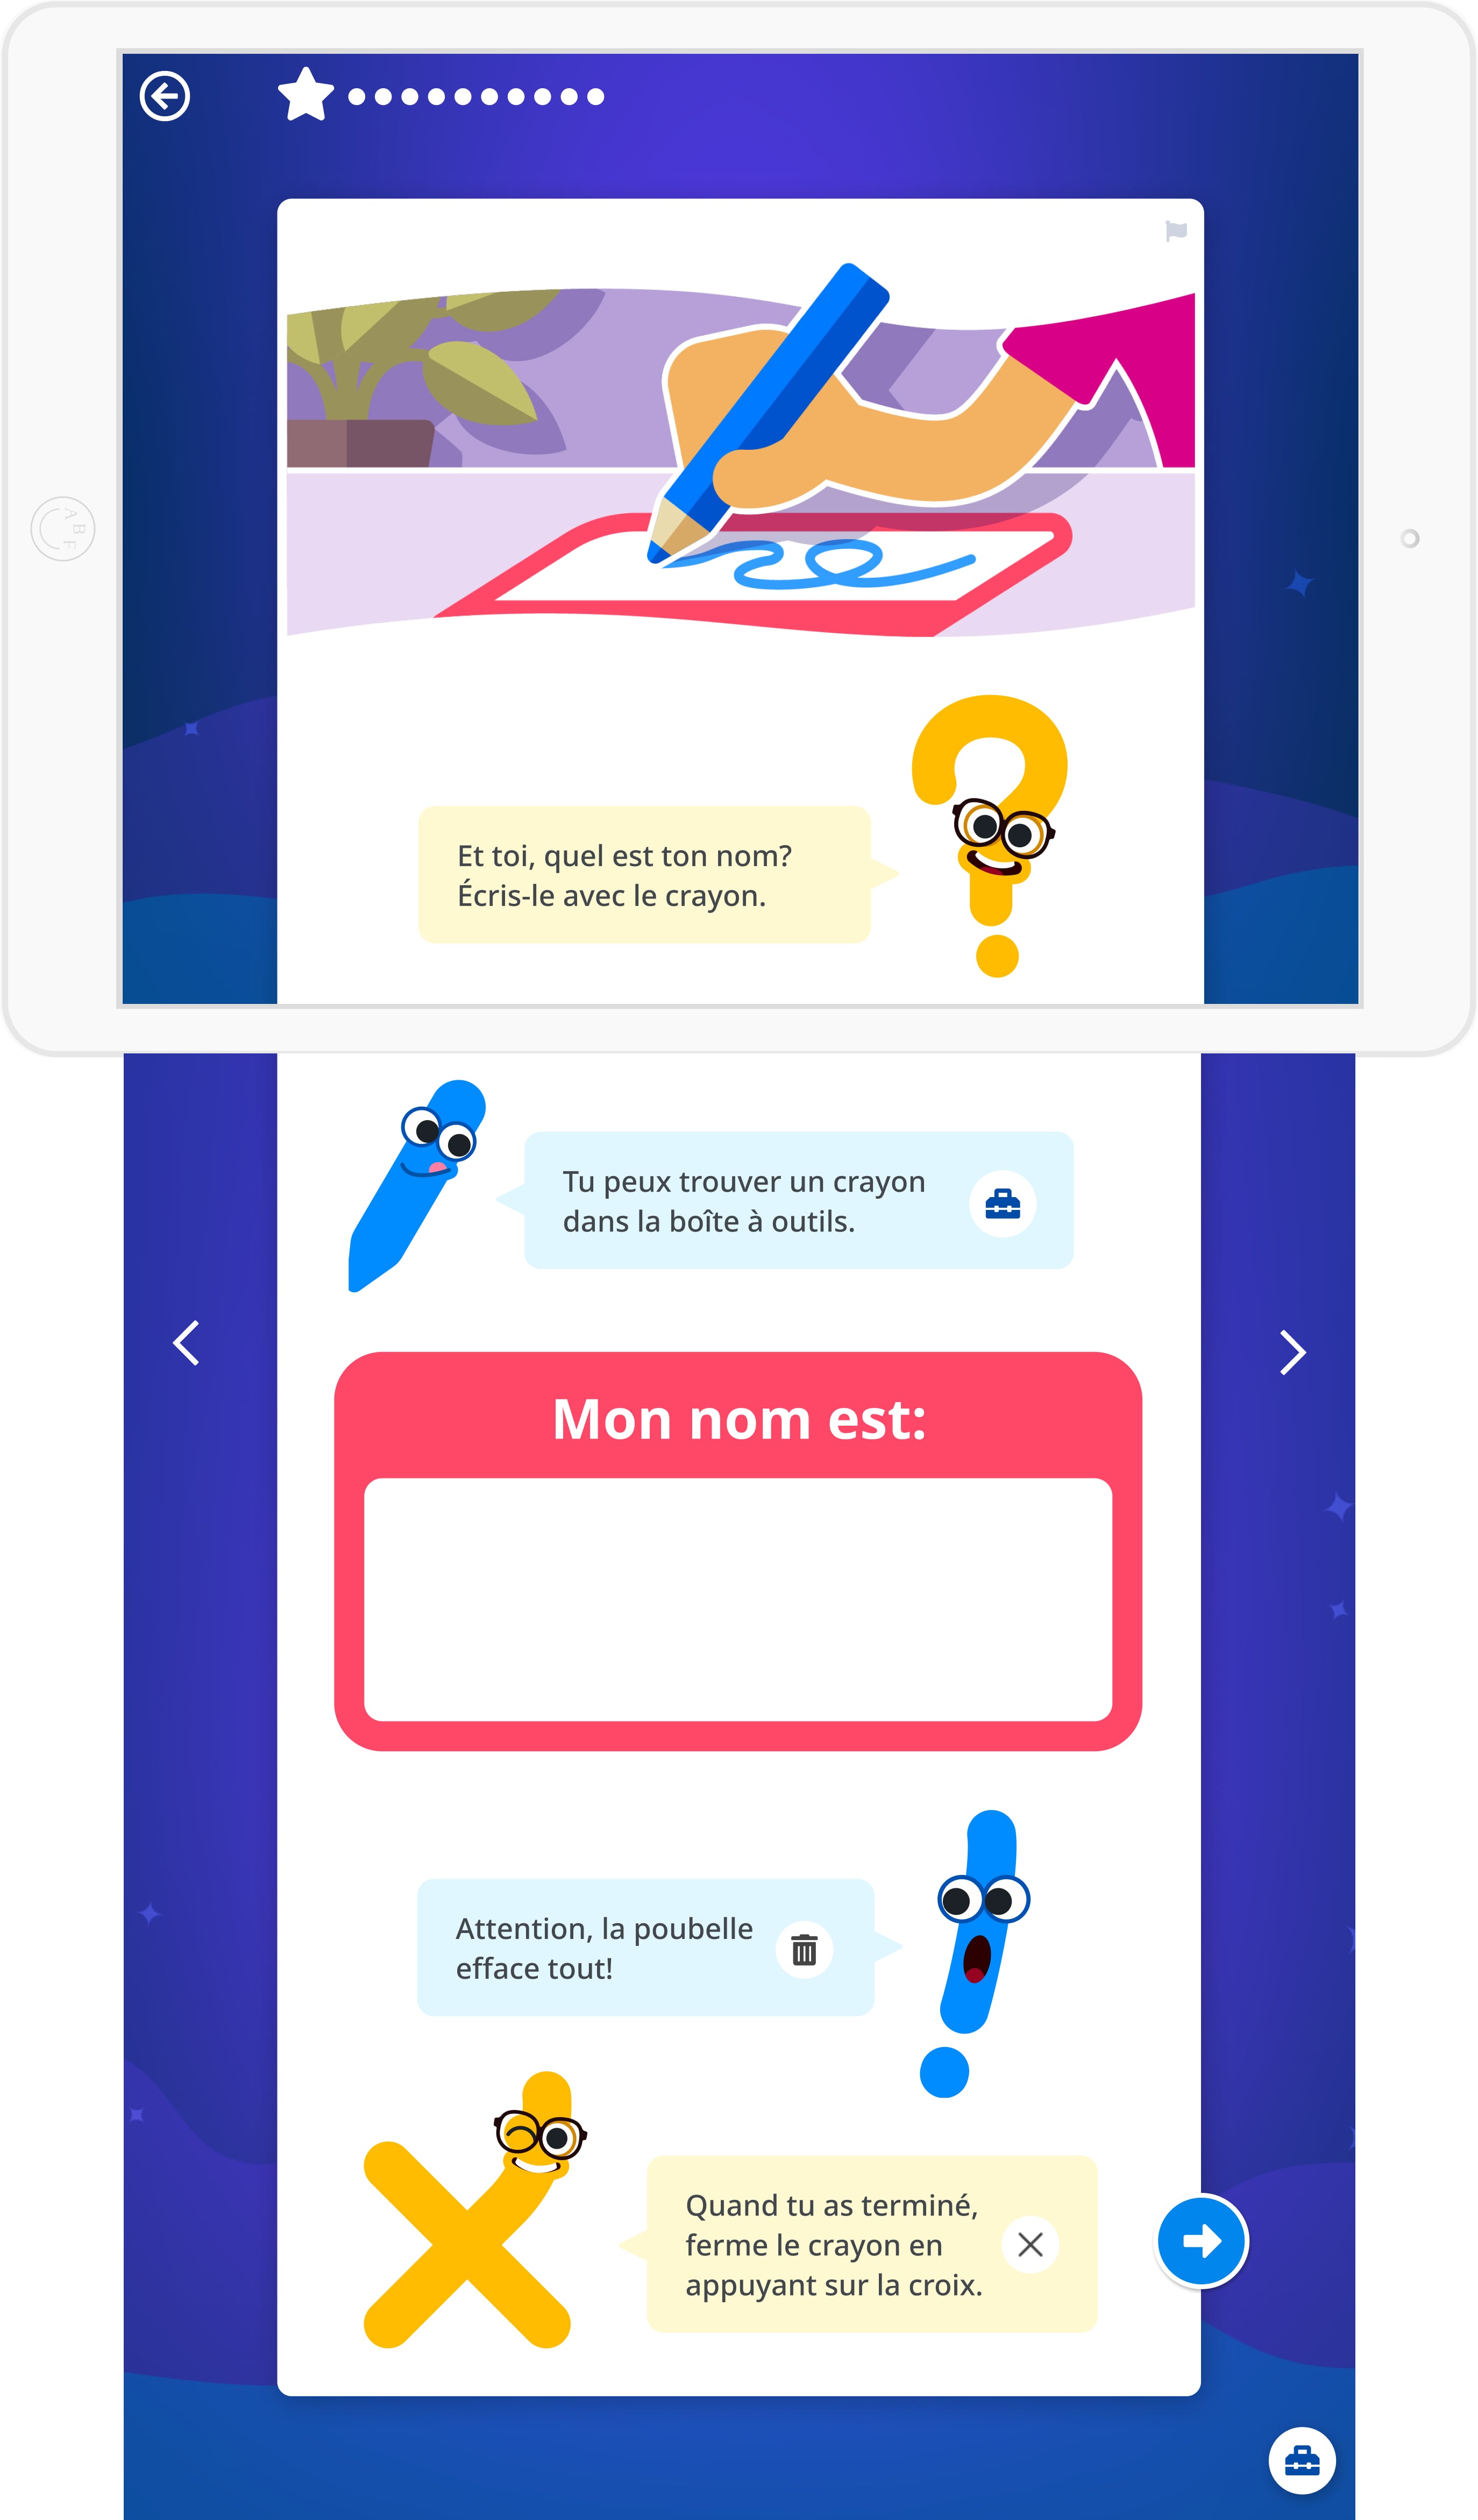 Et toi, quel est ton nom?
Écris-le avec le crayon.
Tu peux trouver un crayon
dans la boîte à outils.
Mon nom est:
Attention, la poubelle
efface tout!
Quand tu as terminé,
ferme le crayon en
appuyant sur la croix.
A B F